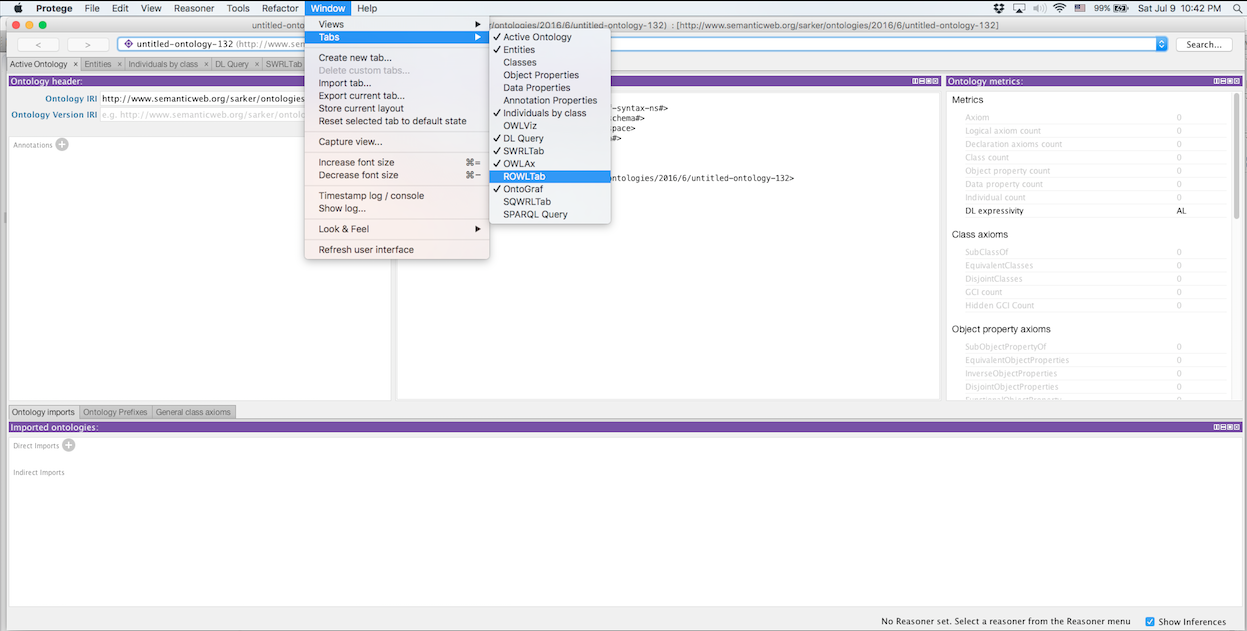 Protege File Edit View Reasoner Tools Refactor Window Help 99% Sat Jul 9 10:42 PM
/ontologies/2016/6/untitled-ontology-132) : [http://www.semanticweb.org/sarker/ontologies/2016/6/untitled-ontology-132]
< > untitled-ontology-132 Search...
Active Ontology × Entities × Individuals by class × DL Query × SWRLTab
Ontology header:
Ontology IRI http://www.semanticweb.org/sarker/ontologies
Ontology Version IRI e.g. http://www.semanticweb.org/sarker/ontolo
Annotations
Views
Tabs
Create new tab...
Delete custom tabs...
Import tab...
Export current tab...
Store current layout
Reset selected tab to default state
Capture view...
Increase font size ⌘=
Decrease font size ⌘-
Timestamp log / console
Show log...
Look & Feel
Refresh user interface
Active Ontology
Entities
Classes
Object Properties
Data Properties
Annotation Properties
Individuals by class
OWLViz
DL Query
SWRLTab
OWLAx
ROWLTab
OntoGraf
SQWRLTab
SPARQL Query
-syntax-ns#>
chema#>
pace>
#>
ntologies/2016/6/untitled-ontology-132>
Ontology metrics:
Metrics
Axiom 0
Logical axiom count 0
Declaration axioms count 0
Class count 0
Object property count 0
Data property count 0
Individual count 0
DL expressivity AL
Class axioms
SubClassOf 0
EquivalentClasses 0
DisjointClasses 0
GCI count 0
Hidden GCI Count 0
Object property axioms
SubObjectPropertyOf 0
EquivalentObjectProperties 0
InverseObjectProperties 0
DisjointObjectProperties 0
FunctionalObjectProperty 0
Ontology imports Ontology Prefixes General class axioms
Imported ontologies:
Direct Imports
Indirect Imports
No Reasoner set. Select a reasoner from the Reasoner menu Show Inferences